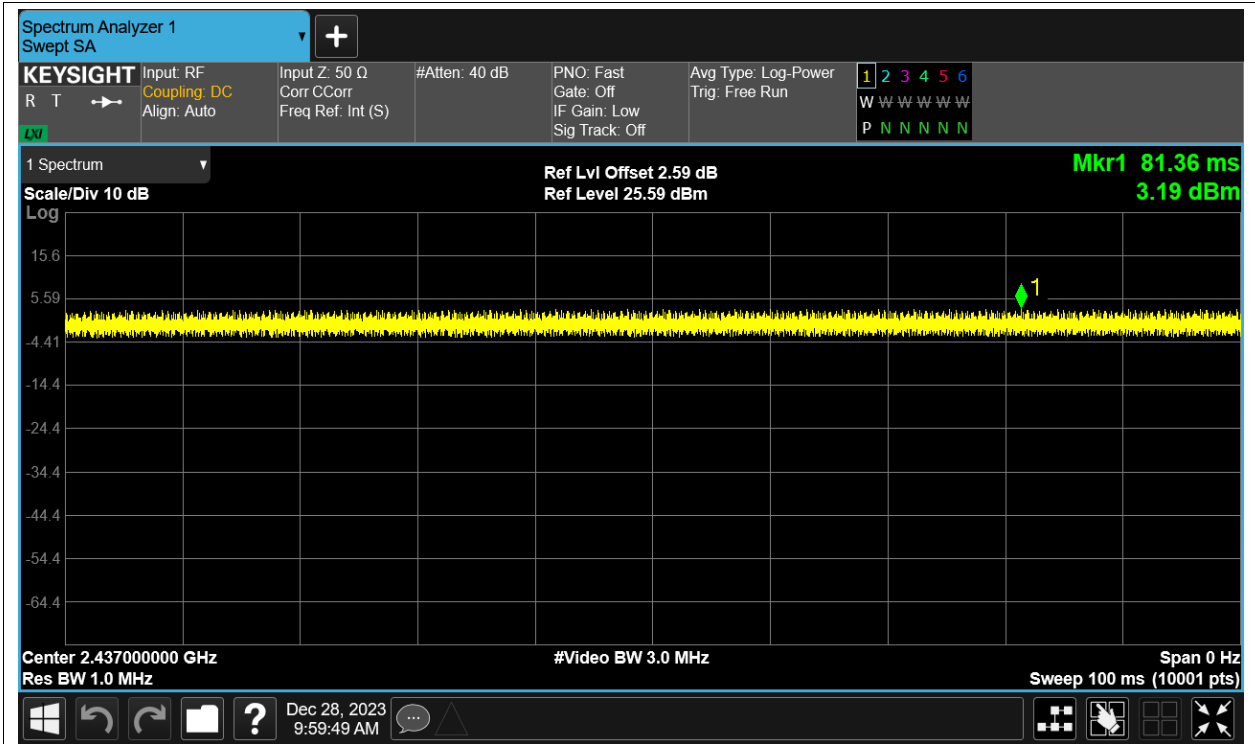 Spectrum Analyzer 1
Swept SA
+
KEYSIGHT
R T
LXI
Input: RF
Coupling: DC
Align: Auto
Input Z: 50 Ω
Corr CCorr
Freq Ref: Int (S)
#Atten: 40 dB
PNO: Fast
Gate: Off
IF Gain: Low
Sig Track: Off
Avg Type: Log-Power
Trig: Free Run
1 2 3 4 5 6
W W W W W W
P N N N N N
1 Spectrum
Scale/Div 10 dB
Ref Lvl Offset 2.59 dB
Ref Level 25.59 dBm
Mkr1 81.36 ms
3.19 dBm
Log
15.6
5.59
-4.41
-14.4
-24.4
-34.4
-44.4
-54.4
-64.4
1
Center 2.437000000 GHz
Res BW 1.0 MHz
#Video BW 3.0 MHz
Span 0 Hz
Sweep 100 ms (10001 pts)
?
Dec 28, 2023
9:59:49 AM